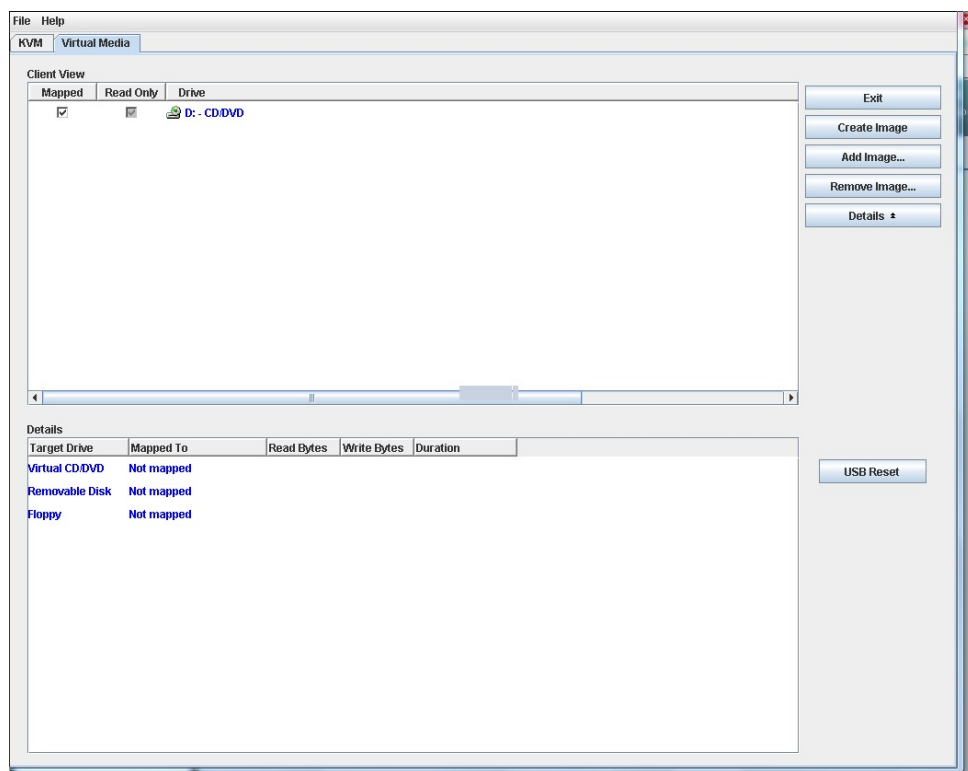 File Help
KVM Virtual Media
Client View
Mapped Read Only Drive
D: - CD/DVD
Exit
Create Image
Add Image...
Remove Image...
Details
Details
Target Drive Mapped To Read Bytes Write Bytes Duration
Virtual CD/DVD Not mapped
Removable Disk Not mapped
Floppy Not mapped
USB Reset